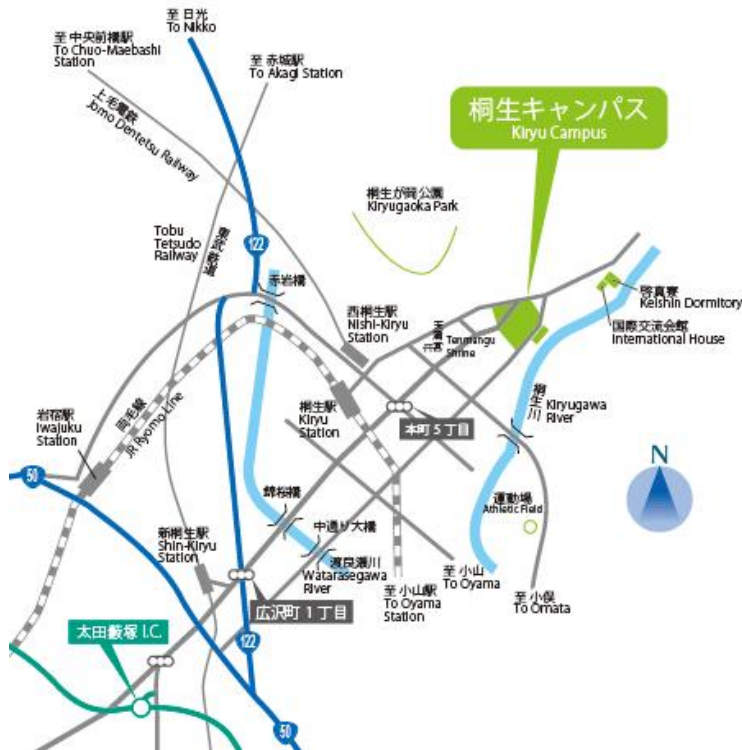 至 日光
To Nikko
至 中央前橋駅
To Chuo-Maebashi
Station
至 赤城駅
To Akagi Station
上毛電鉄
Jomo Dentetsu Railway
桐生キャンパス
Kiryu Campus
桐生が岡公園
Kiryugaoka Park
Tobu
Tetsudo
Railway
東武鉄道
122
赤岩橋
西桐生駅
Nishi-Kiryu
Station
天満宮
Tenmangu
Shrine
啓真寮
Keishin Dormitory
国際交流会館
International House
岩宿駅
Iwajuku
Station
両毛線
JR Ryomo Line
桐生駅
Kiryu
Station
本町 5 丁目
桐生川
Kiryugawa
River
N
50
錦桜橋
運動場
Athletic Field
新桐生駅
Shin-Kiryu
Station
中通り大橋
渡良瀬川
Watarasegawa
River
至 小山駅
To Oyama
Station
至 小山
To Oyama
至 小俣
To Omata
広沢町 1 丁目
太田藪塚 I.C.
122
50